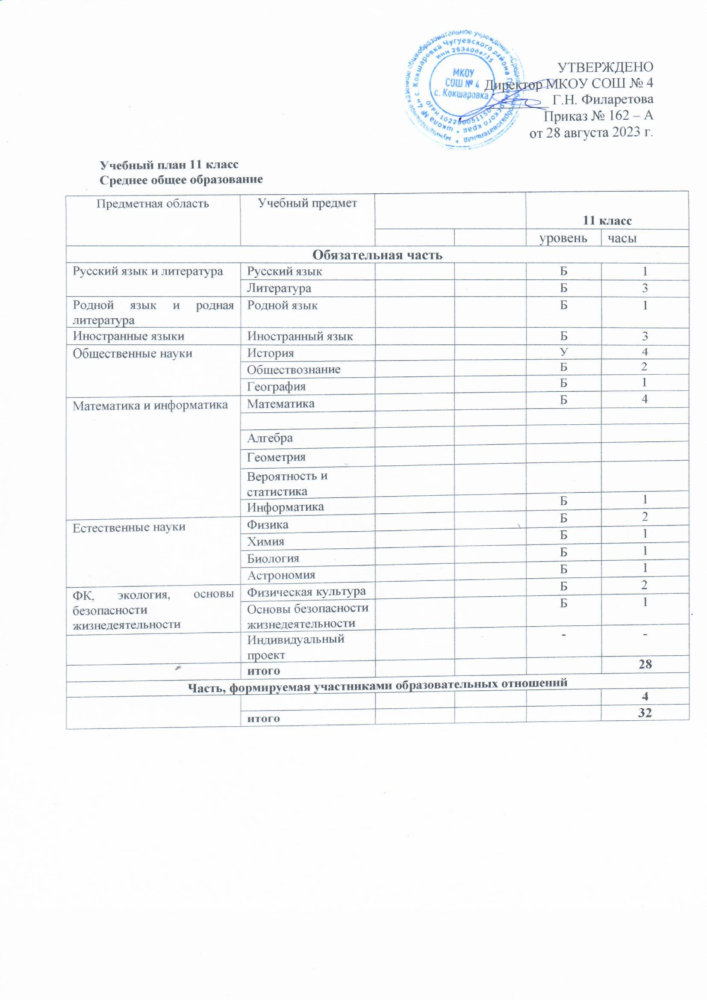 муниципальное казенное общеобразовательное учреждение «Средняя общеобразовательная
школа № 4» с. Кокшаровка Чугуевского района Приморского края
ИНН 2534004735
МКОУ
СОШ № 4
с. Кокшаровка
УТВЕРЖДЕНО
Директор МКОУ СОШ № 4
Г.Н. Филаретова
Приказ № 162 – А
от 28 августа 2023 г.
Учебный план 11 класс
Среднее общее образование
Предметная область Учебный предмет
11 класс
уровень часы
Обязательная часть
Русский язык и литература Русский язык Б 1
Литература Б 3
Родной язык и родная Родной язык Б 1
литература
Иностранные языки Иностранный язык Б 3
Общественные науки История У 4
Обществознание Б 2
География Б 1
Математика и информатика Математика Б 4
Алгебра
Геометрия
Вероятность и
статистика
Информатика Б 1
Естественные науки Физика Б 2
Химия Б 1
Биология Б 1
Астрономия Б 1
ФК, экология, основы Физическая культура Б 2
безопасности Основы безопасности Б 1
жизнедеятельности жизнедеятельности
Индивидуальный - -
проект
итого 28
Часть, формируемая участниками образовательных отношений
4
итого 32